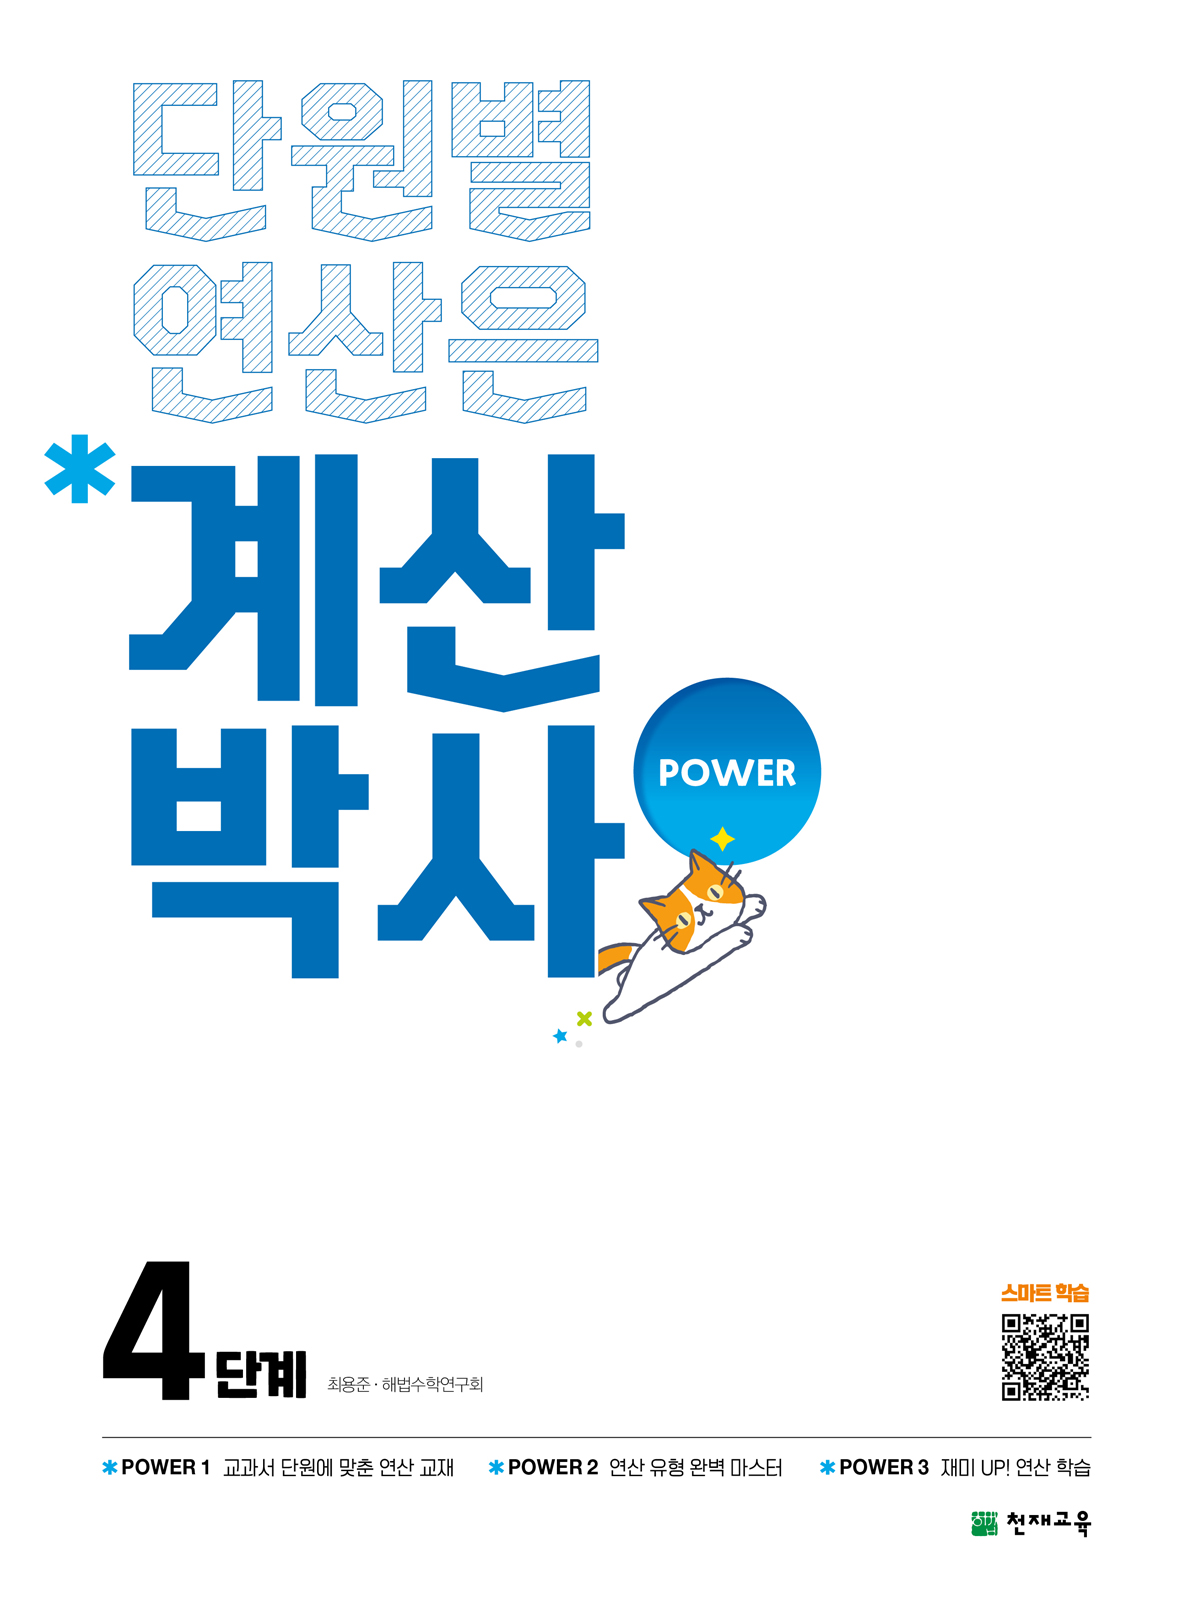 단원별
연산은
*계산
박사
POWER
4단계 최용준 · 해법수학연구회
스마트 학습
*POWER 1 교과서 단원에 맞춘 연산 교재 *POWER 2 연산 유형 완벽 마스터 *POWER 3 재미 UP! 연산 학습
해법 천재교육